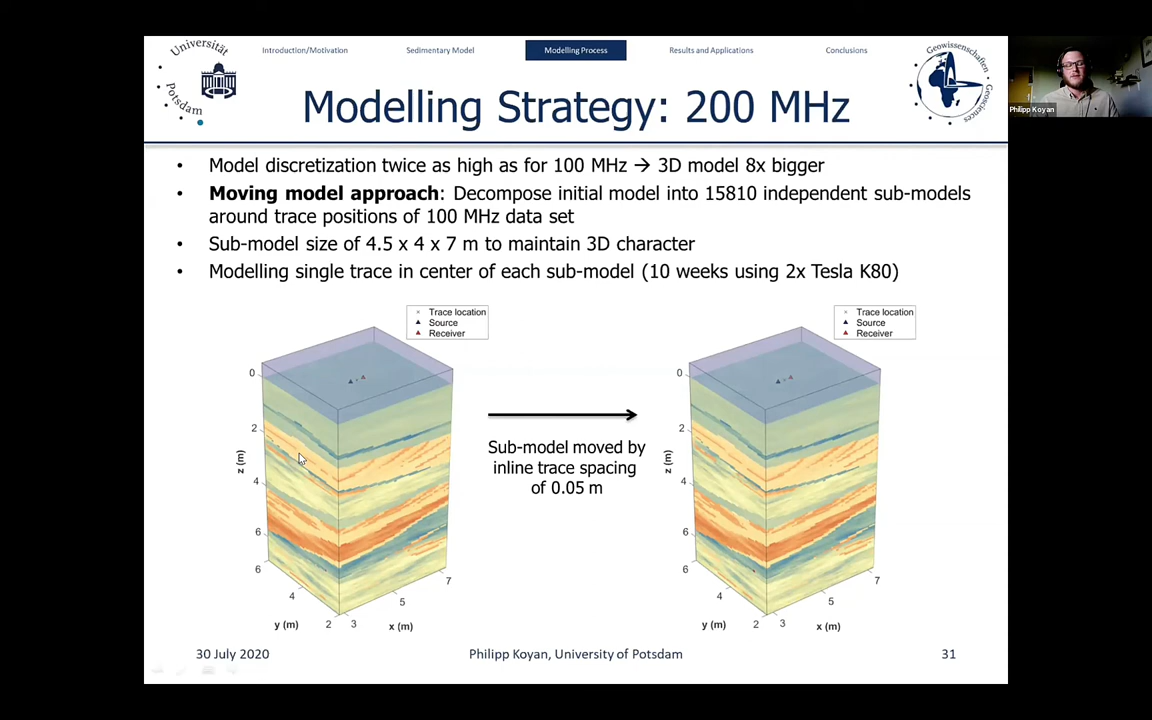 Universität
Potsdam
Introduction/Motivation
Sedimentary Model
Modelling Process
Results and Applications
Conclusions
Geowissenschaften
Geosciences
Philipp Koyan
Modelling Strategy: 200 MHz
• Model discretization twice as high as for 100 MHz → 3D model 8x bigger
• Moving model approach: Decompose initial model into 15810 independent sub-models
around trace positions of 100 MHz data set
• Sub-model size of 4.5 x 4 x 7 m to maintain 3D character
• Modelling single trace in center of each sub-model (10 weeks using 2x Tesla K80)
Trace location
Source
Receiver
0
2
4
6
z (m)
6
4
2
y (m)
3
5
7
x (m)
Sub-model moved by
inline trace spacing
of 0.05 m
Trace location
Source
Receiver
0
2
4
6
z (m)
6
4
2
y (m)
3
5
7
x (m)
30 July 2020
Philipp Koyan, University of Potsdam
31